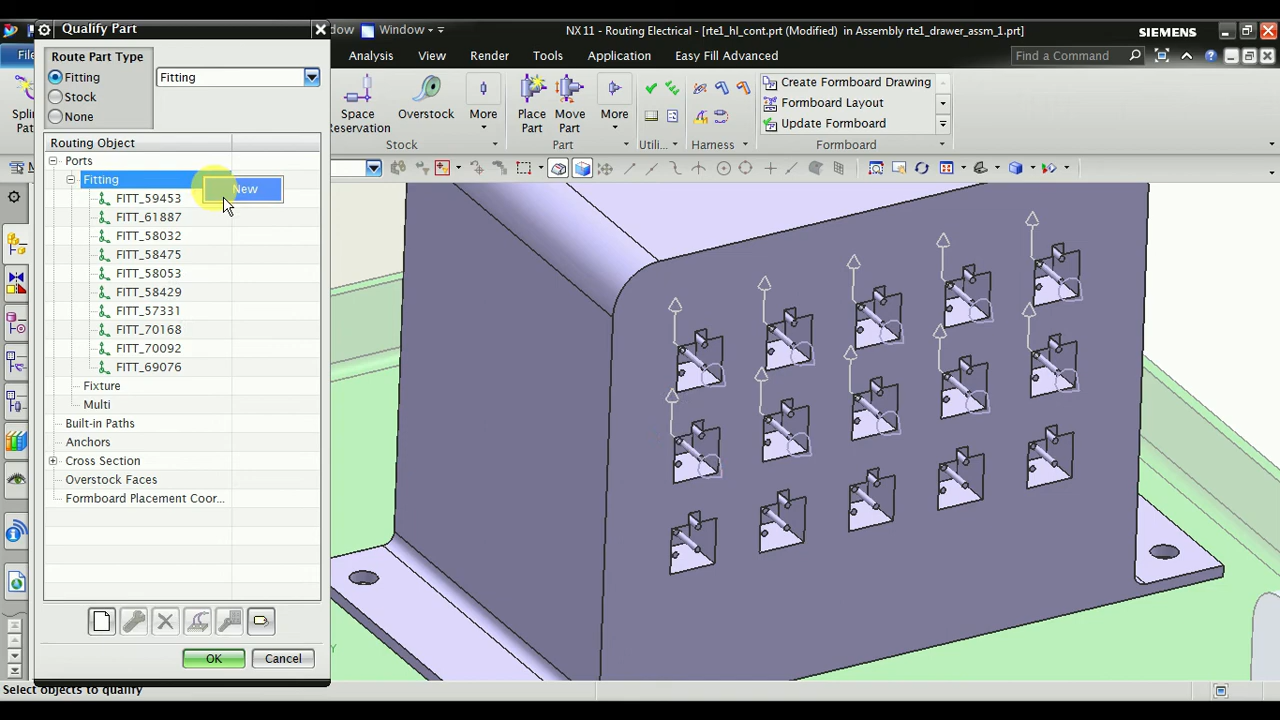 Qualify Part
Window
Window
NX 11 - Routing Electrical - [rte1_hl_cont.prt (Modified) in Assembly rte1_drawer_assm_1.prt]
SIEMENS
Analysis
View
Render
Tools
Application
Easy Fill Advanced
Find a Command
Route Part Type
Fitting
Fitting
Stock
None
Space
Reservation
Overstock
More
Stock
Place
Part
Move
Part
More
Part
Harness
Create Formboard Drawing
Formboard Layout
Update Formboard
Formboard
Routing Object
Ports
Fitting
New
FITT_59453
FITT_61887
FITT_58032
FITT_58475
FITT_58053
FITT_58429
FITT_57331
FITT_70168
FITT_70092
FITT_69076
Fixture
Multi
Built-in Paths
Anchors
Cross Section
Overstock Faces
Formboard Placement Coor...
OK
Cancel
Select objects to qualify